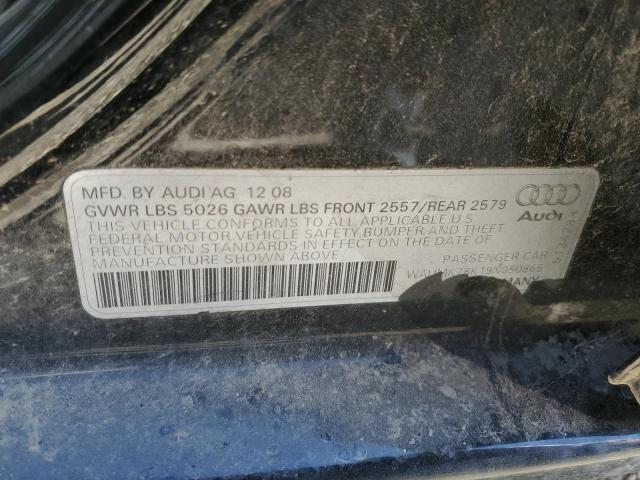 MFD. BY AUDI AG 12 08
GVWR LBS 5026 GAWR LBS FRONT 2557/REAR 2579
THIS VEHICLE CONFORMS TO ALL APPLICABLE U S
FEDERAL MOTOR VEHICLE SAFETY,BUMPER AND THEFT
PREVENTION STANDARDS IN EFFECT ON THE DATE OF
MANUFACTURE SHOWN ABOVE
Audi
PASSENGER CAR